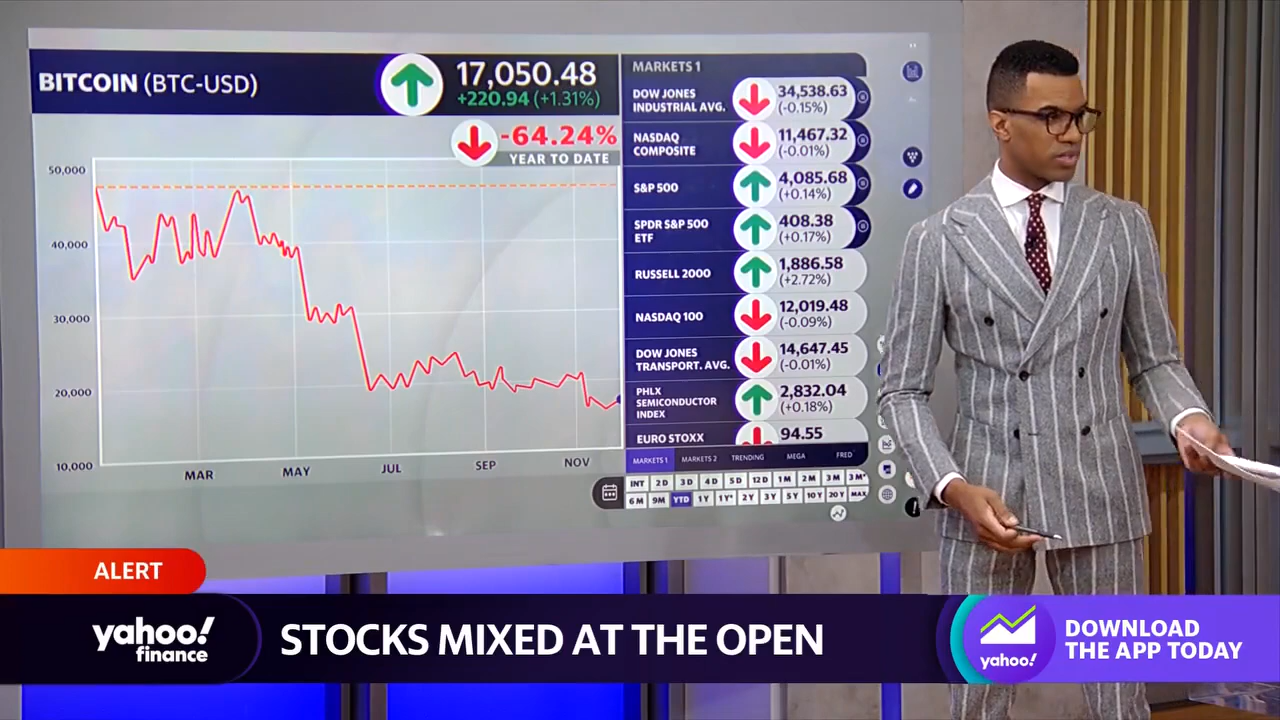 BITCOIN (BTC-USD)
17,050.48
+220.94 (+1.31%)
-64.24%
YEAR TO DATE
50,000
40,000
30,000
20,000
10,000
MAR
MAY
JUL
SEP
NOV
MARKETS 1
DOW JONES
INDUSTRIAL AVG.
34,538.63
(-0.15%)
NASDAQ
COMPOSITE
11,467.32
(-0.01%)
S&P 500
4,085.68
(+0.14%)
SPDR S&P 500
ETF
408.38
(+0.17%)
RUSSELL 2000
1,886.58
(+2.72%)
NASDAQ 100
12,019.48
(-0.09%)
DOW JONES
TRANSPORT. AVG.
14,647.45
(-0.01%)
PHLX
SEMICONDUCTOR
INDEX
2,832.04
(+0.18%)
EURO STOXX
94.55
MARKETS 1 MARKETS 2 TRENDING MEGA FRED
INT 2D 3D 4D 5D 12D 1M 2M 3M 3M*
6M 9M YTD 1Y 1Y* 2Y 3Y 5Y 10Y 20Y MAX
ALERT
yahoo!
finance
STOCKS MIXED AT THE OPEN
yahoo!
DOWNLOAD
THE APP TODAY